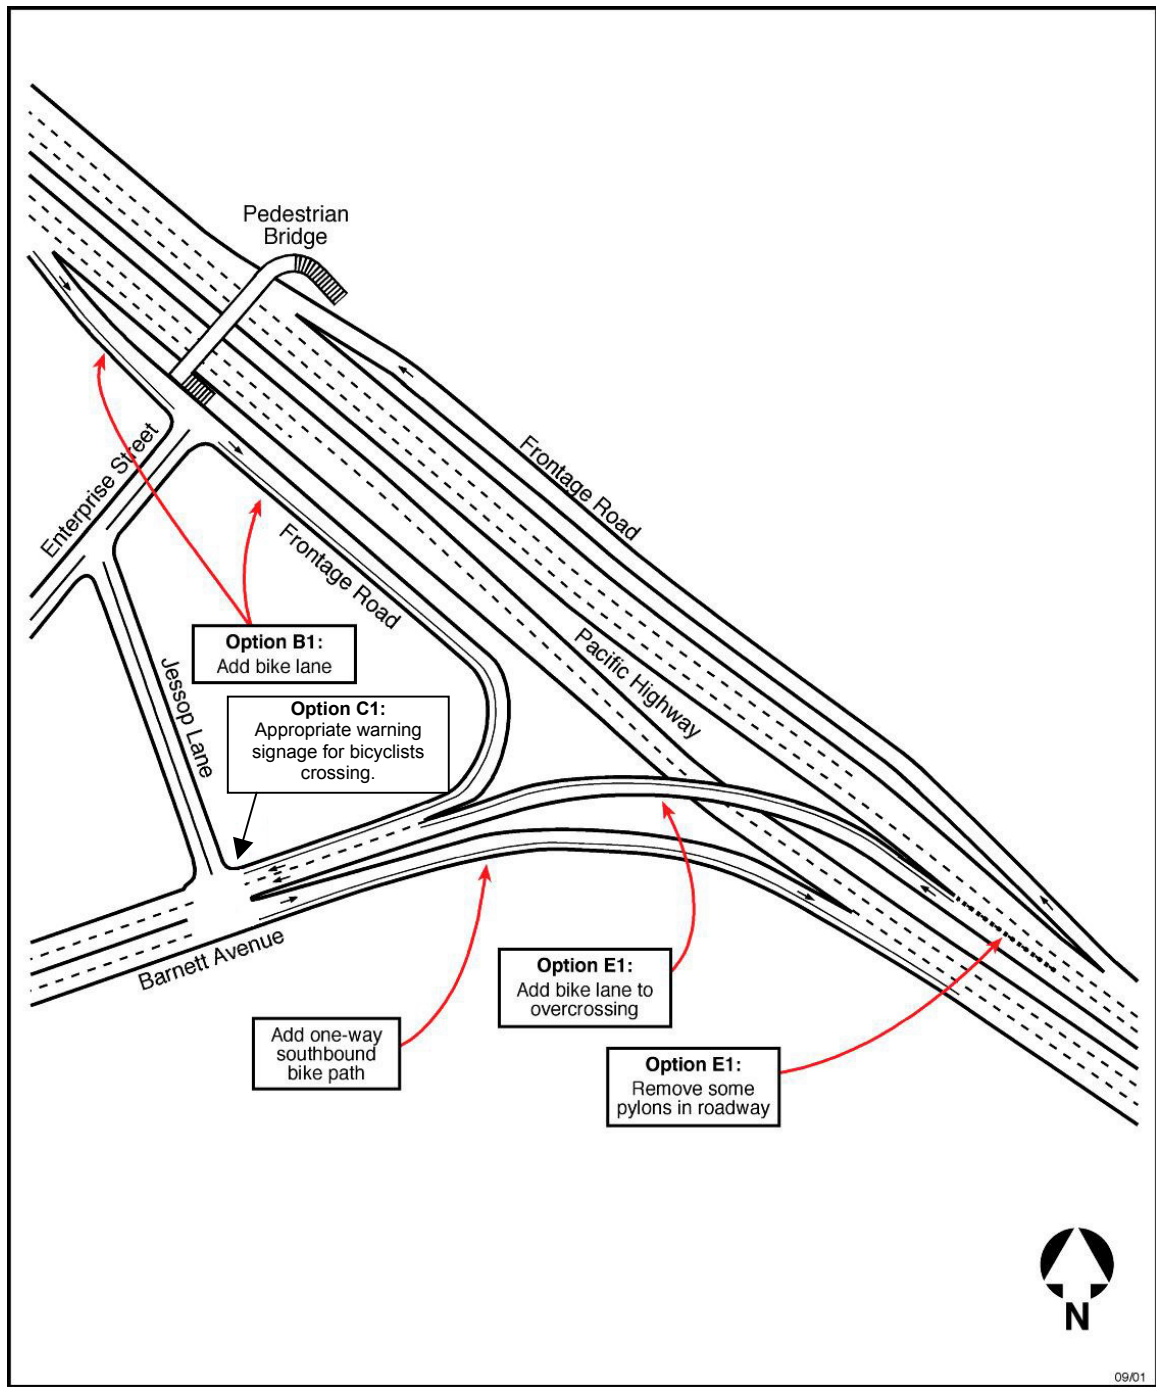 Pedestrian
Bridge
Enterprise Street
Frontage Road
Frontage Road
Option B1:
Add bike lane
Pacific Highway
Jessop Lane
Option C1:
Appropriate warning
signage for bicyclists
crossing.
Barnett Avenue
Option E1:
Add bike lane to
overcrossing
Add one-way
southbound
bike path
Option E1:
Remove some
pylons in roadway
N
09/01